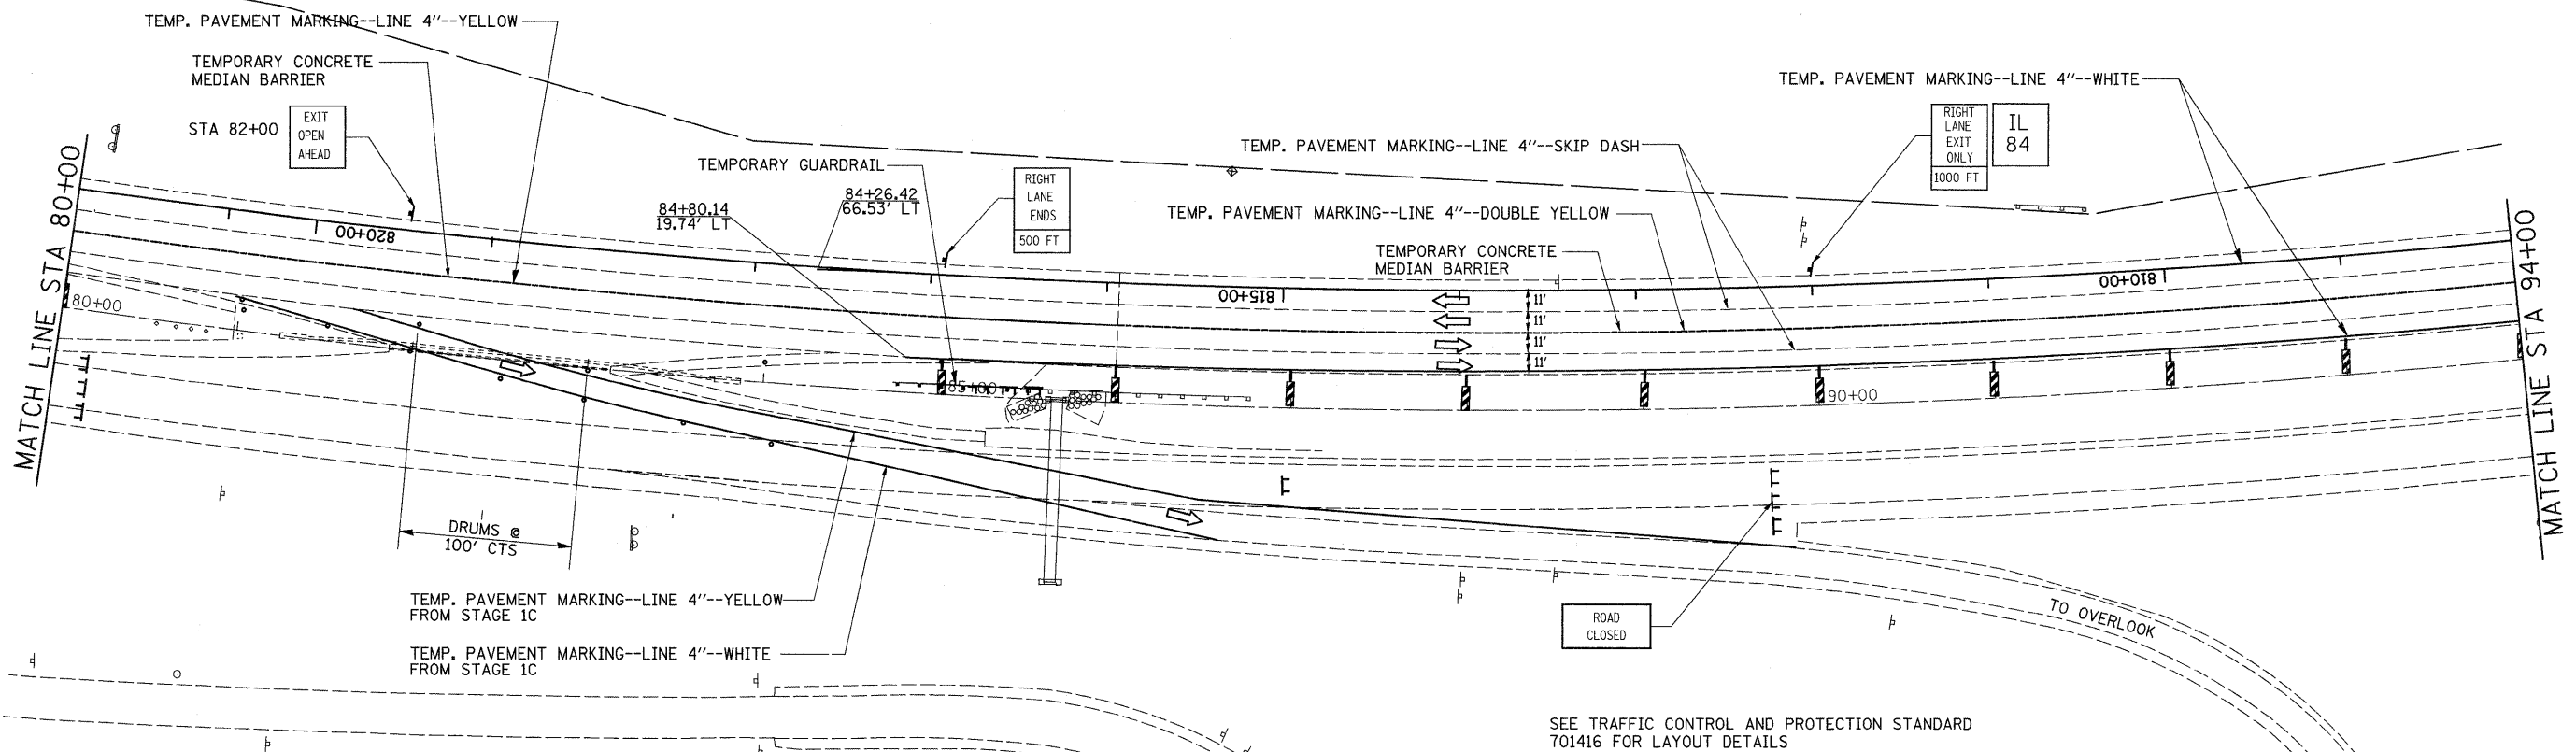 TEMP. PAVEMENT MARKING--LINE 4"--YELLOW
TEMPORARY CONCRETE
MEDIAN BARRIER
STA 82+00
EXIT
OPEN
AHEAD
MATCH LINE STA 80+00
80+00
820+00
TEMPORARY GUARDRAIL
84+80.14
19.74' LT
84+26.42
66.53' LT
RIGHT
LANE
ENDS
500 FT
TEMP. PAVEMENT MARKING--LINE 4"--SKIP DASH
TEMP. PAVEMENT MARKING--LINE 4"--DOUBLE YELLOW
TEMPORARY CONCRETE
MEDIAN BARRIER
TEMP. PAVEMENT MARKING--LINE 4"--WHITE
RIGHT
LANE
EXIT
ONLY
1000 FT
IL
84
815+00
810+00
11'
11'
11'
11'
85+00
90+00
MATCH LINE STA 94+00
DRUMS @
100' CTS
TEMP. PAVEMENT MARKING--LINE 4"--YELLOW
FROM STAGE 1C
TEMP. PAVEMENT MARKING--LINE 4"--WHITE
FROM STAGE 1C
ROAD
CLOSED
TO OVERLOOK
SEE TRAFFIC CONTROL AND PROTECTION STANDARD
701416 FOR LAYOUT DETAILS